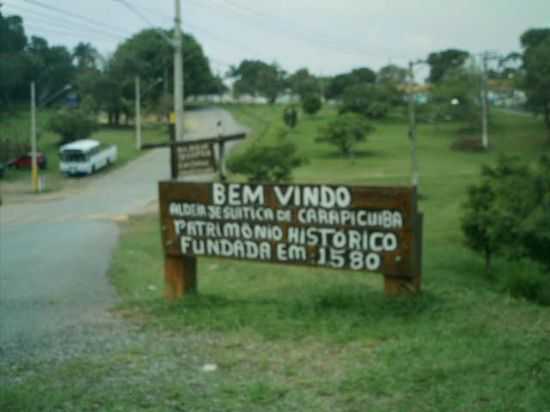 BEM VINDO
ALDEIA JESUITICA DE CARAPICUIBA
PATRIMÔNIO HISTÓRICO
FUNDADA EM 1580